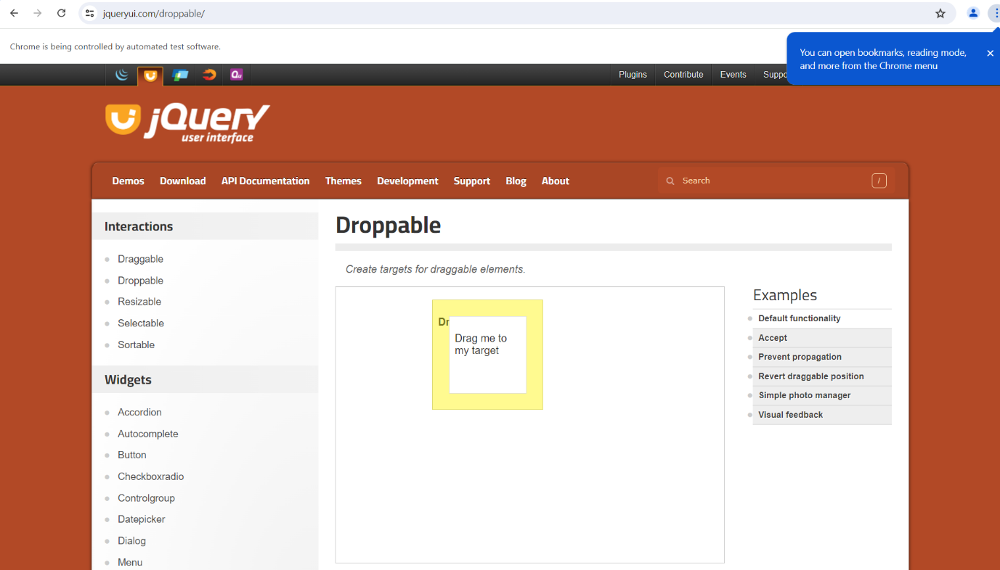 jqueryui.com/droppable/
Chrome is being controlled by automated test software.
You can open bookmarks, reading mode,
and more from the Chrome menu
Plugins
Contribute
Events
jQuery
user interface
Demos
Download
API Documentation
Themes
Development
Support
Blog
About
Search
/
Interactions
Draggable
Droppable
Resizable
Selectable
Sortable
Widgets
Accordion
Autocomplete
Button
Checkboxradio
Controlgroup
Datepicker
Dialog
Menu
Droppable
Create targets for draggable elements.
Drag me to
my target
Examples
Default functionality
Accept
Prevent propagation
Revert draggable position
Simple photo manager
Visual feedback